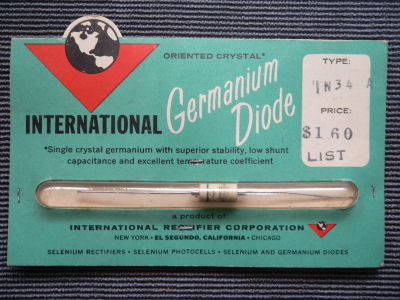 ORIENTED CRYSTAL*
Germanium
Diode
INTERNATIONAL
TYPE:
1N34 A
PRICE:
$1.60
LIST
*Single crystal germanium with superior stability, low shunt
capacitance and excellent temperature coefficient
a product of
INTERNATIONAL RECTIFIER CORPORATION
NEW YORK • EL SEGUNDO, CALIFORNIA • CHICAGO
SELENIUM RECTIFIERS • SELENIUM PHOTOCELLS • SELENIUM AND GERMANIUM DIODES